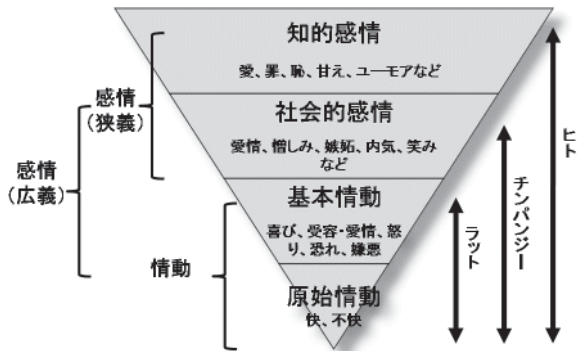 知的感情
愛、罪、恥、甘え、ユーモアなど
社会的感情
愛情、憎しみ、嫉妬、内気、笑み
など
基本情動
喜び、受容・愛情、怒
り、恐れ、嫌悪
原始情動
快、不快
感情
（狭義）
感情
（広義）
情動
ラット
チンパンジー
ヒト